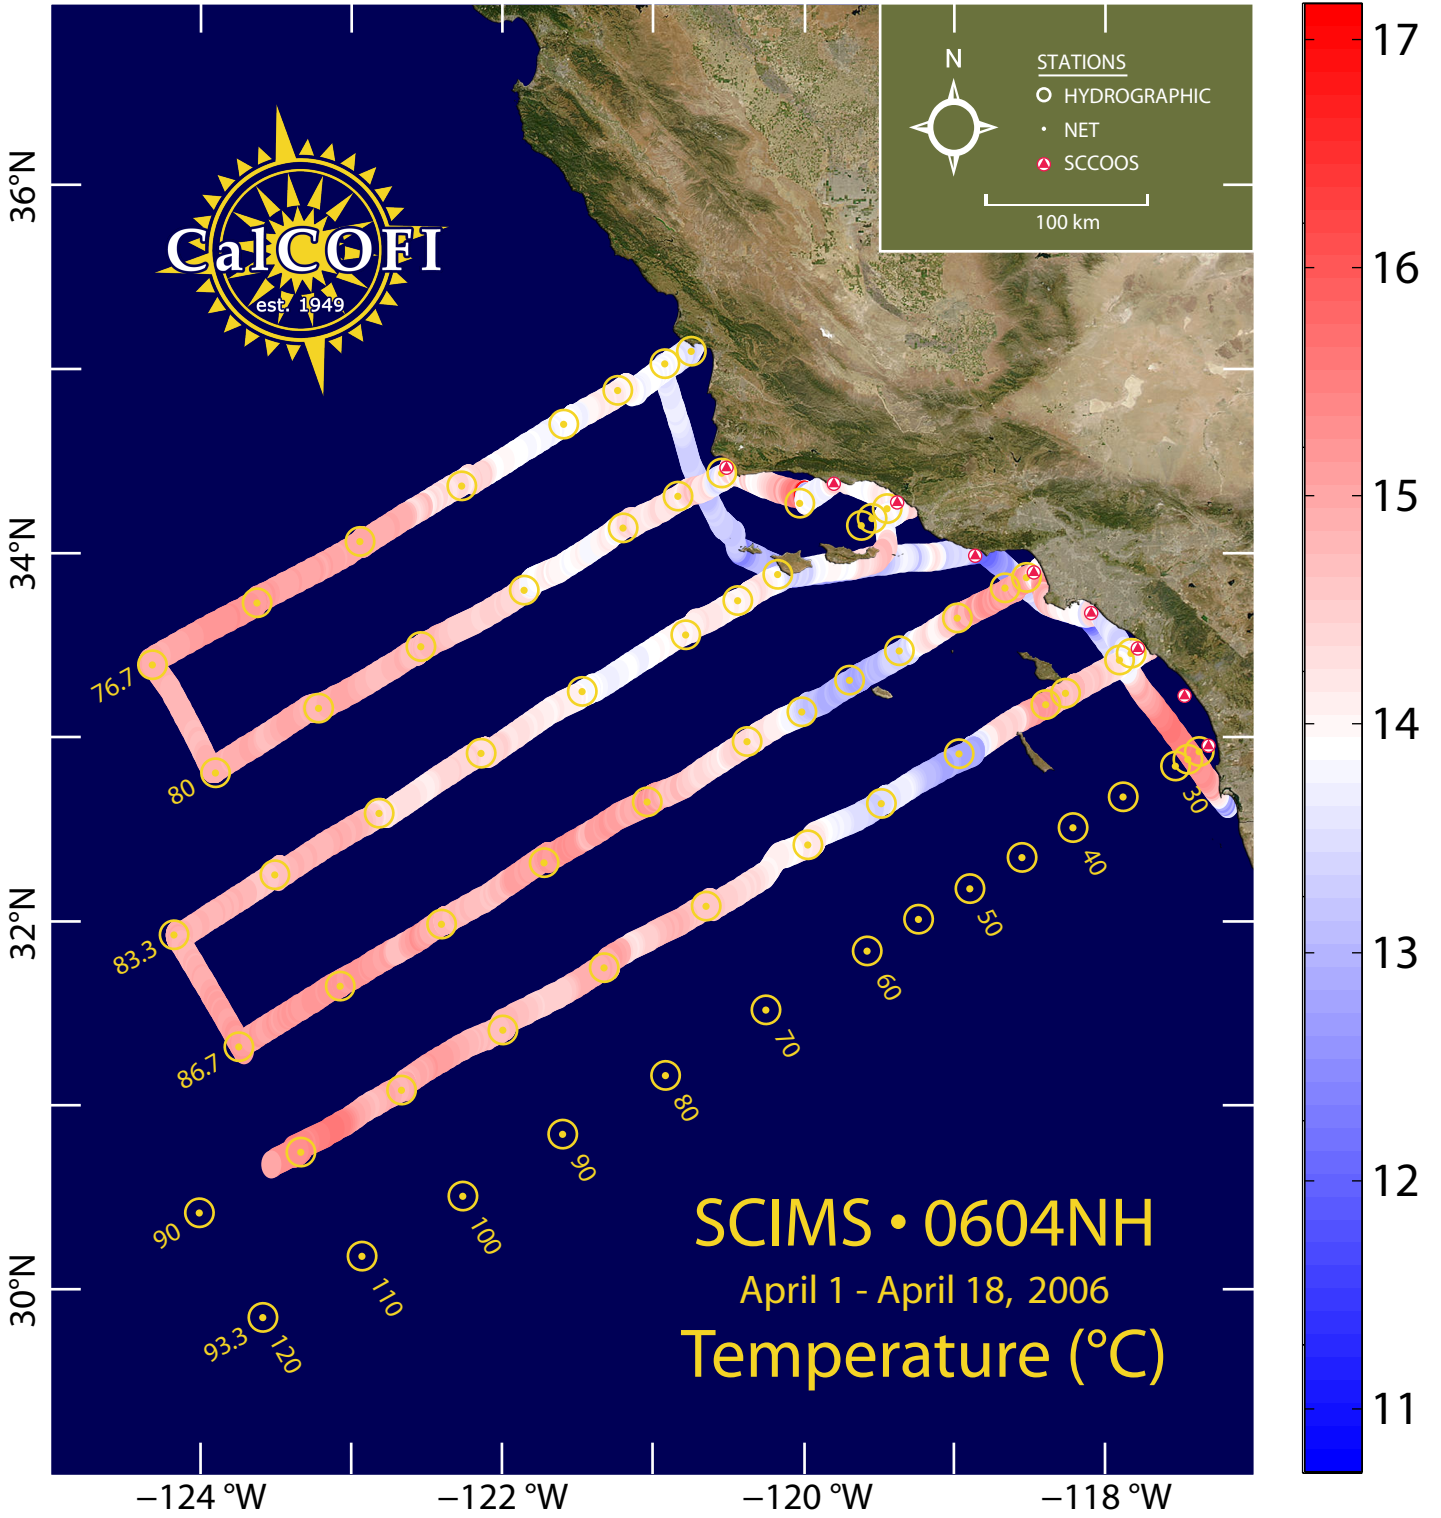 N
STATIONS
HYDROGRAPHIC
NET
SCCOOS
100 km
CalCOFI
est. 1949
36°N
34°N
32°N
30°N
76.7
80
83.3
86.7
90
93.3
30
40
50
60
70
80
90
100
110
120
SCIMS • 0604NH
April 1 - April 18, 2006
Temperature (°C)
−124 °W
−122 °W
−120 °W
−118 °W
17
16
15
14
13
12
11